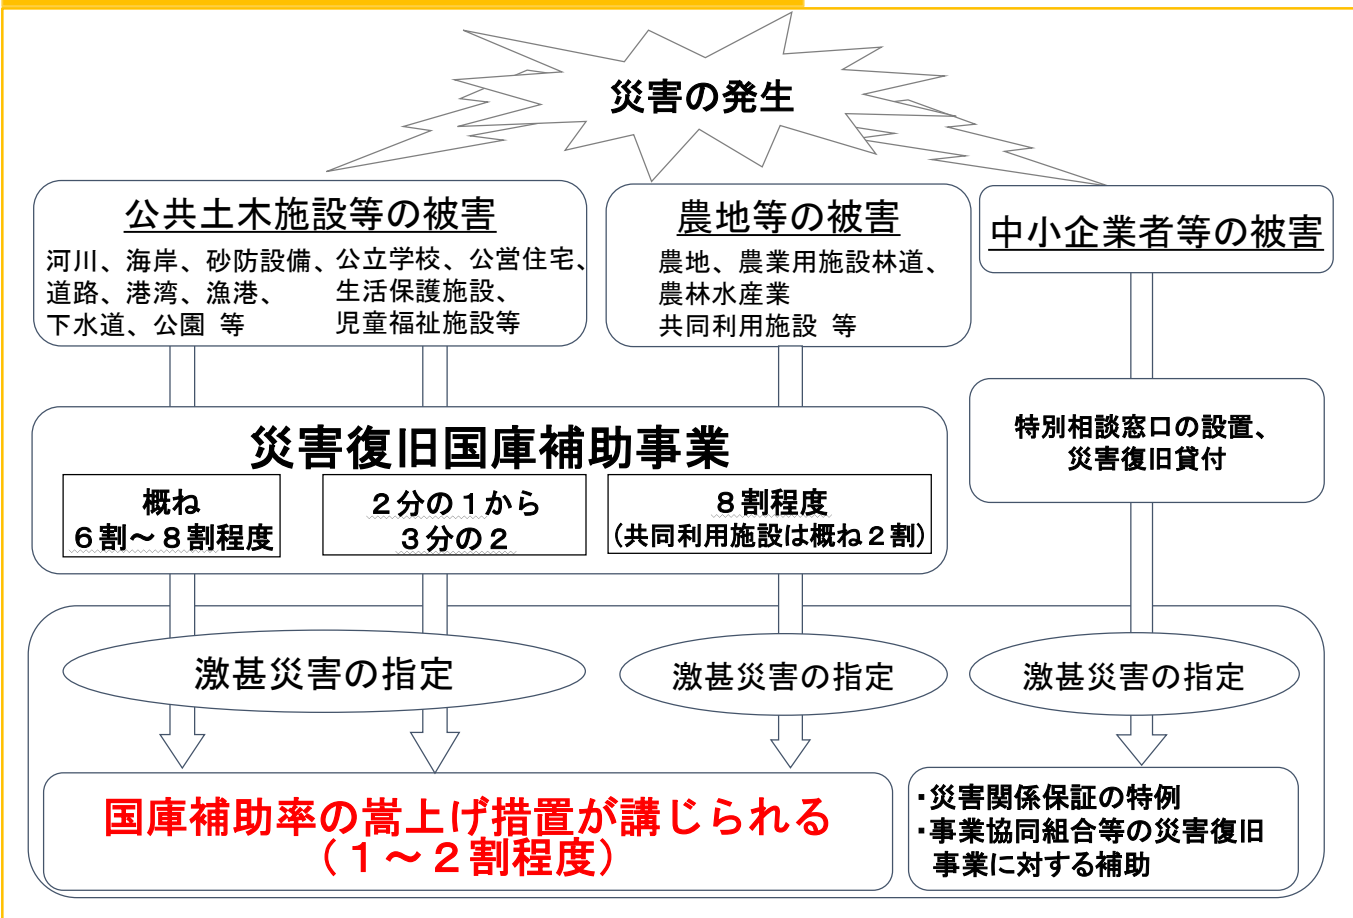 災害の発生
公共土木施設等の被害
河川、海岸、砂防設備、
道路、港湾、漁港、
下水道、公園 等
公立学校、公営住宅、
生活保護施設、
児童福祉施設等
農地等の被害
農地、農業用施設林道、
農林水産業
共同利用施設 等
中小企業者等の被害
災害復旧国庫補助事業
概ね
６割～８割程度
２分の１から
３分の２
８割程度
（共同利用施設は概ね２割）
特別相談窓口の設置、
災害復旧貸付
激甚災害の指定
激甚災害の指定
激甚災害の指定
国庫補助率の嵩上げ措置が講じられる
（１～２割程度）
・災害関係保証の特例
・事業協同組合等の災害復旧
事業に対する補助